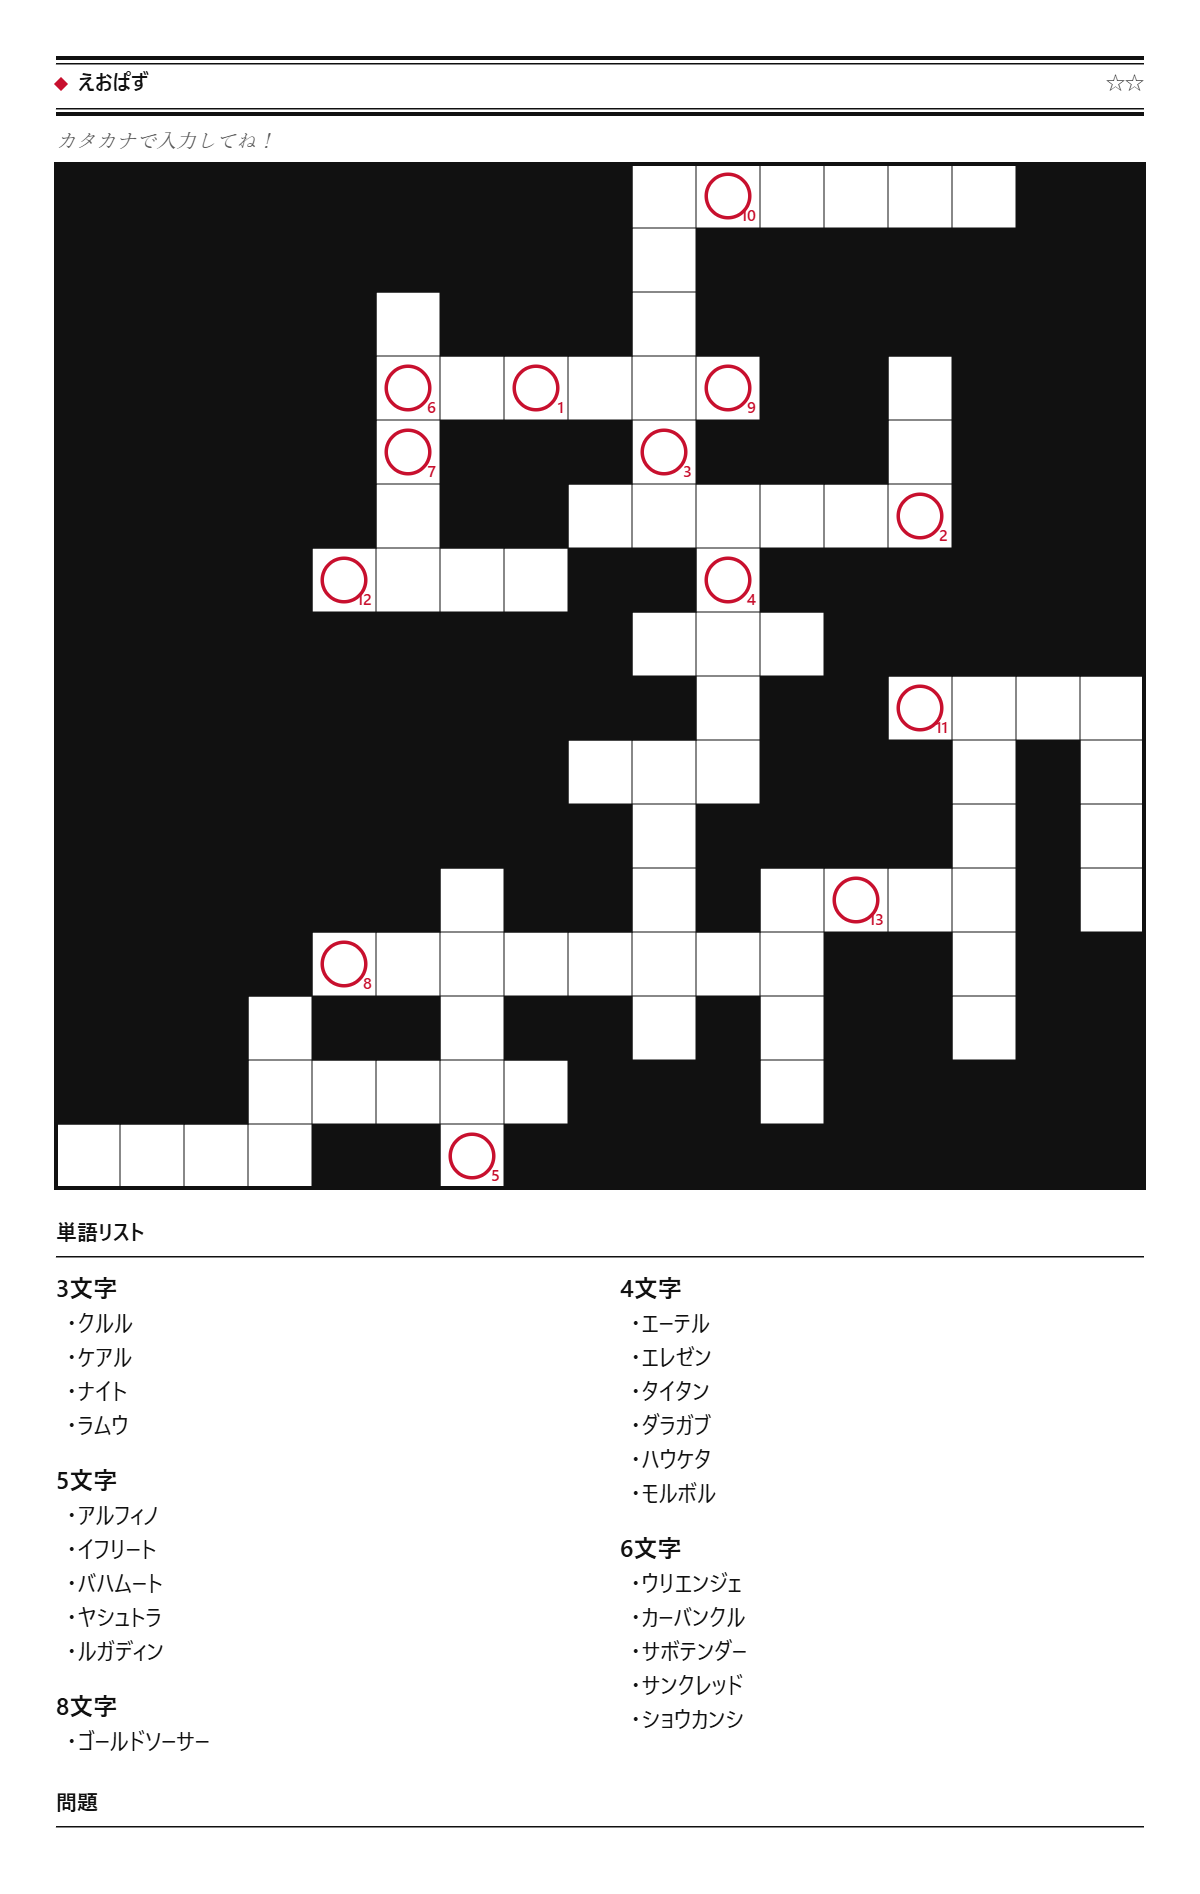 えおぱず
☆☆
カタカナで入力してね！
10
6 1 9
7 3
2
12 4
11
13
8
5
単語リスト
3文字
・クルル
・ケアル
・ナイト
・ラムウ
5文字
・アルフィノ
・イフリート
・バハムート
・ヤシュトラ
・ルガディン
8文字
・ゴールドソーサー
4文字
・エーテル
・エレゼン
・タイタン
・ダラガブ
・ハウケタ
・モルボル
6文字
・ウリエンジェ
・カーバンクル
・サボテンダー
・サンクレッド
・ショウカンシ
問題